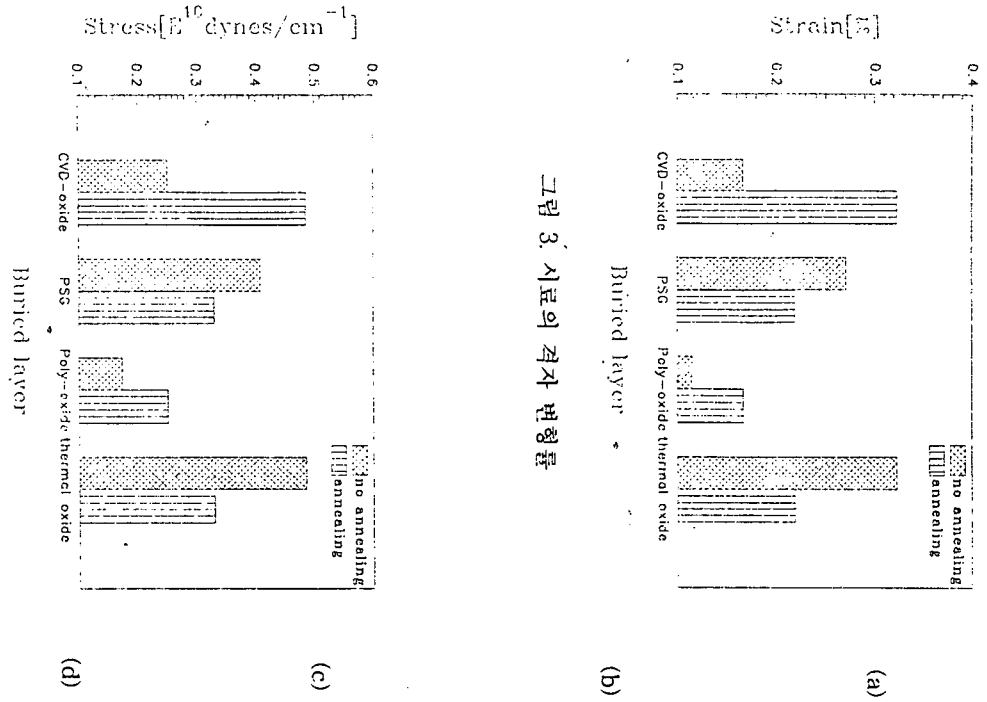 Strain[%]
0.4
0.3
0.2
0.1
no annealing
annealing
CVD-oxide
PSG
Poly-oxide
thermal oxide
Buried layer
(a)
(b)
그림 3. 시료의 격자 변형률
Stress[E¹⁰dynes/cm⁻¹]
0.6
0.5
0.4
0.3
0.2
0.1
no annealing
annealing
CVD-oxide
PSG
Poly-oxide
thermal oxide
Buried layer
(c)
(d)